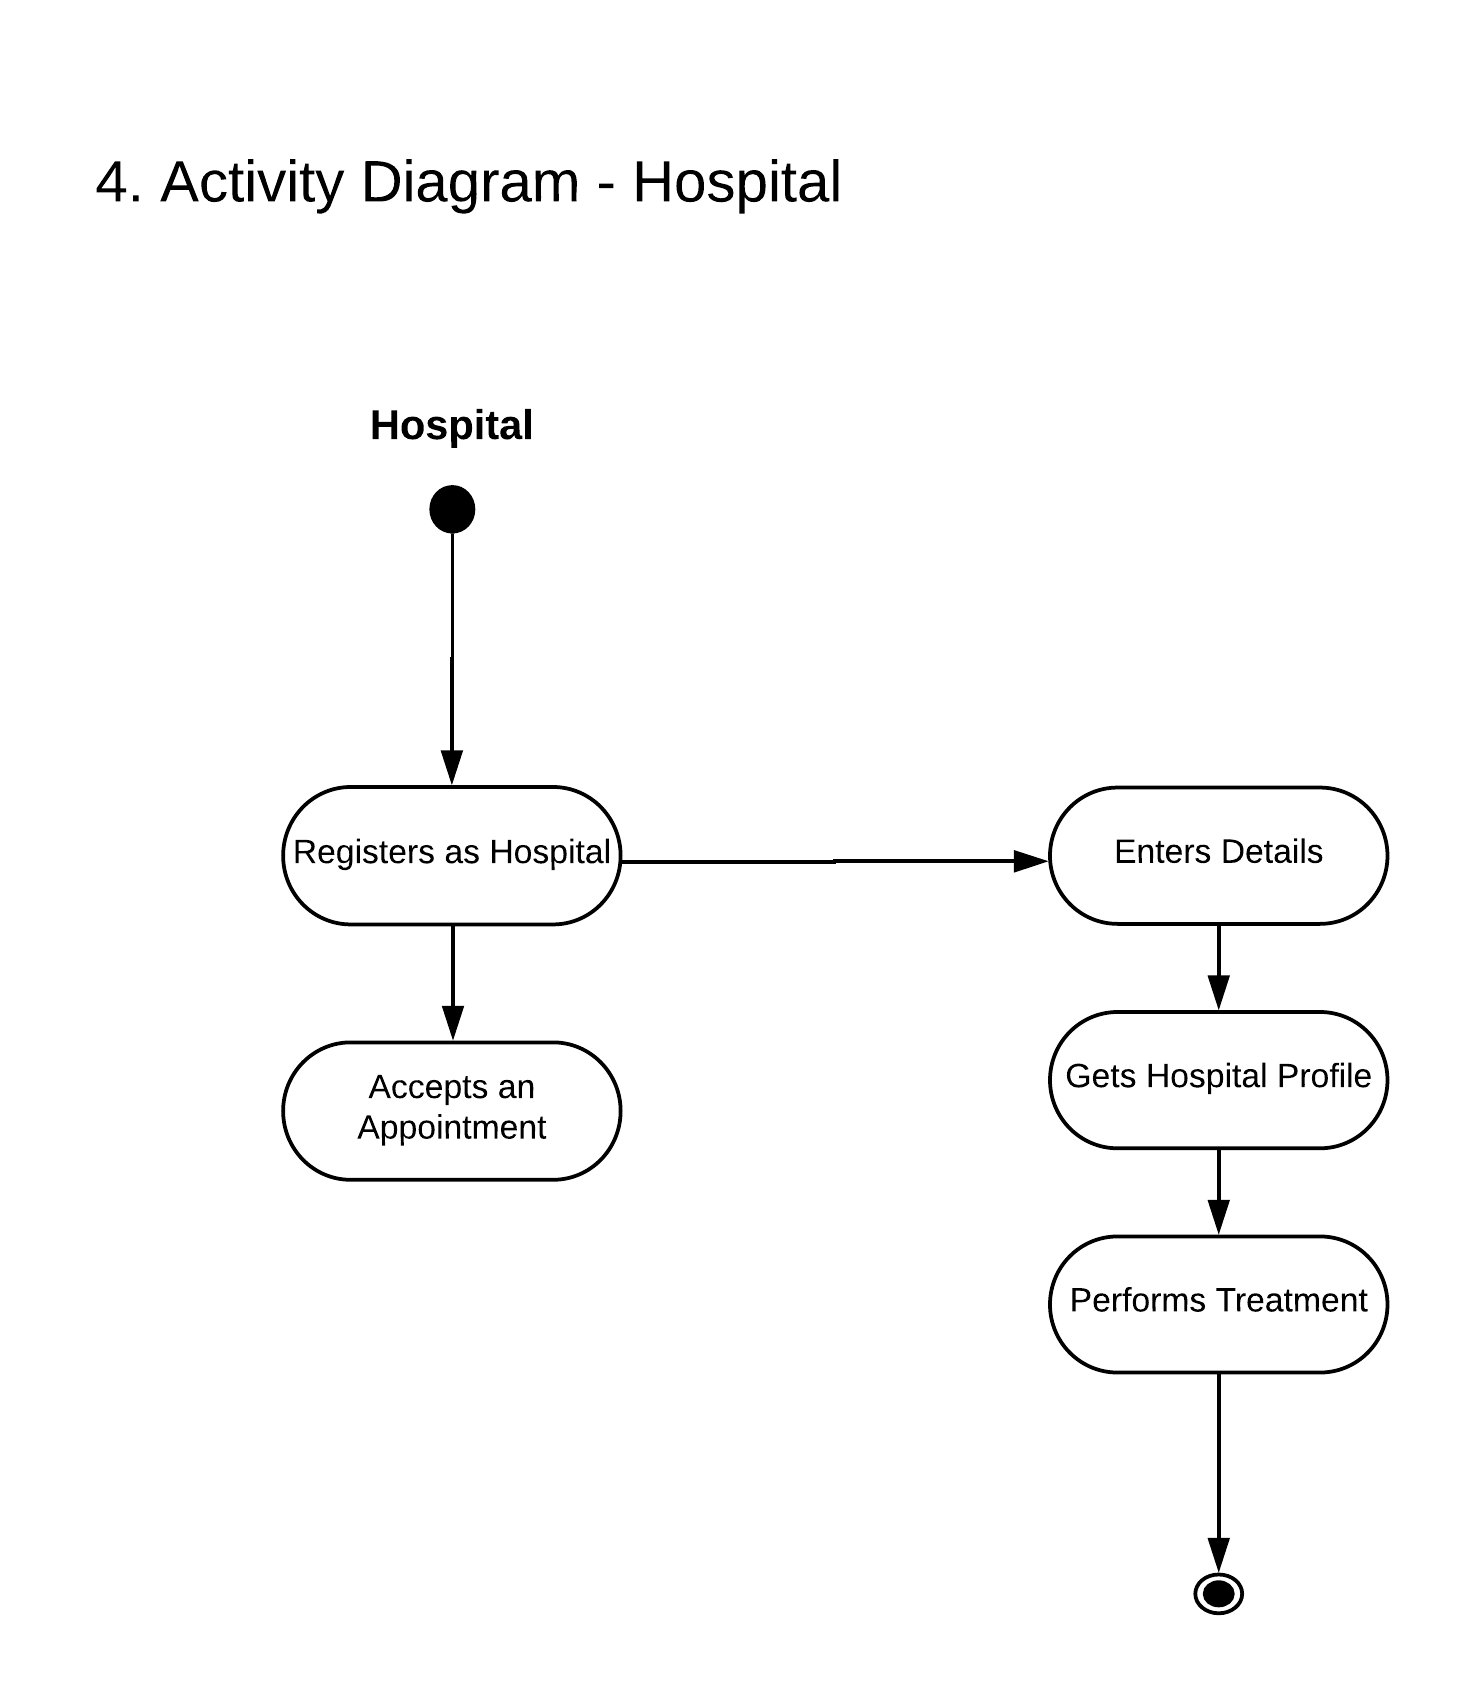 4. Activity Diagram - Hospital
Hospital
Registers as Hospital
Enters Details
Accepts an
Appointment
Gets Hospital Profile
Performs Treatment